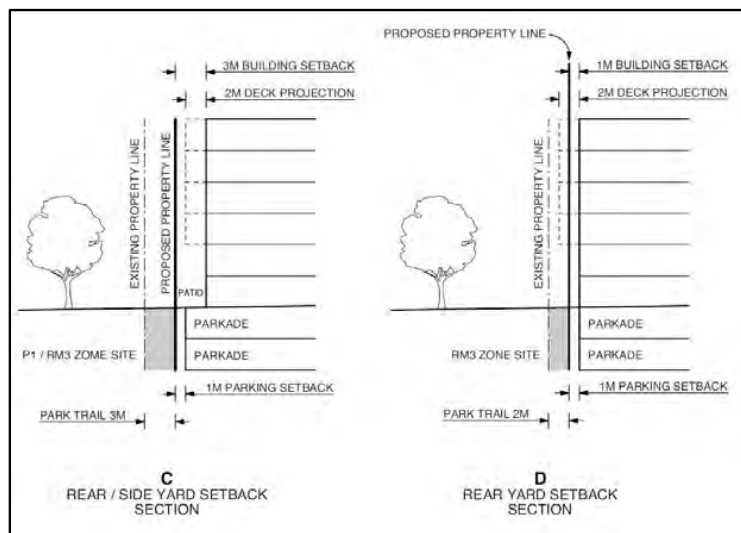 PROPOSED PROPERTY LINE
3M BUILDING SETBACK
2M DECK PROJECTION
EXISTING PROPERTY LINE
PROPOSED PROPERTY LINE
PATIO
PARKADE
P1 / RM3 ZOME SITE
PARKADE
1M PARKING SETBACK
PARK TRAIL 3M
C
REAR / SIDE YARD SETBACK
SECTION
1M BUILDING SETBACK
2M DECK PROJECTION
EXISTING PROPERTY LINE
PARKADE
RM3 ZONE SITE
PARKADE
1M PARKING SETBACK
PARK TRAIL 2M
D
REAR YARD SETBACK
SECTION